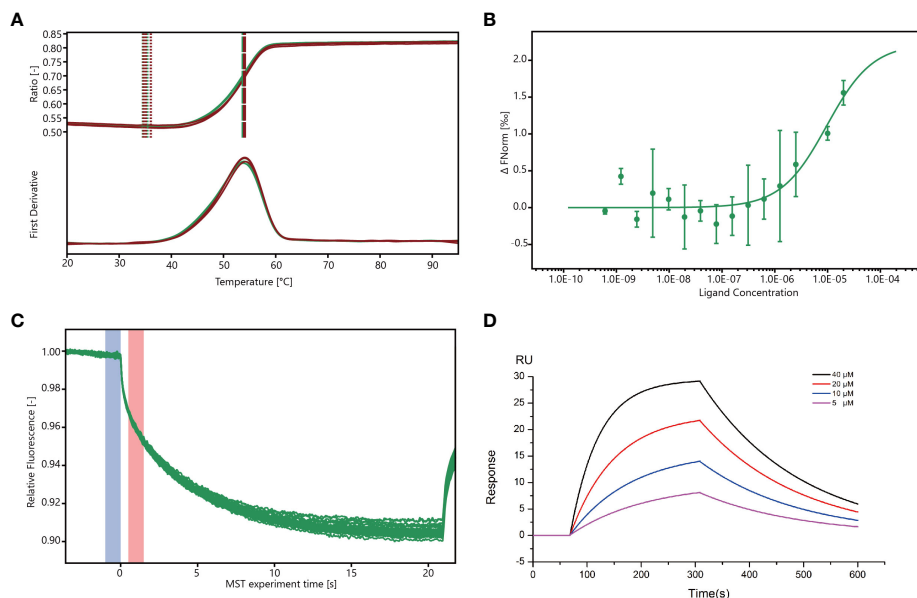 A
0.85
0.80
0.75
0.70
0.65
0.60
0.55
0.50
Ratio [-]
First Derivative
20 30 40 50 60 70 80 90
Temperature [°C]
B
2.0
1.5
1.0
0.5
0.0
-0.5
Δ FNorm [‰]
1.0E-10 1.0E-09 1.0E-08 1.0E-07 1.0E-06 1.0E-05 1.0E-04
Ligand Concentration
C
1.00
0.98
0.96
0.94
0.92
0.90
Relative Fluorescence [-]
0 5 10 15 20
MST experiment time [s]
D
RU
30
25
20
15
10
5
0
-5
Response
40 μM
20 μM
10 μM
5 μM
0 100 200 300 400 500 600
Time(s)